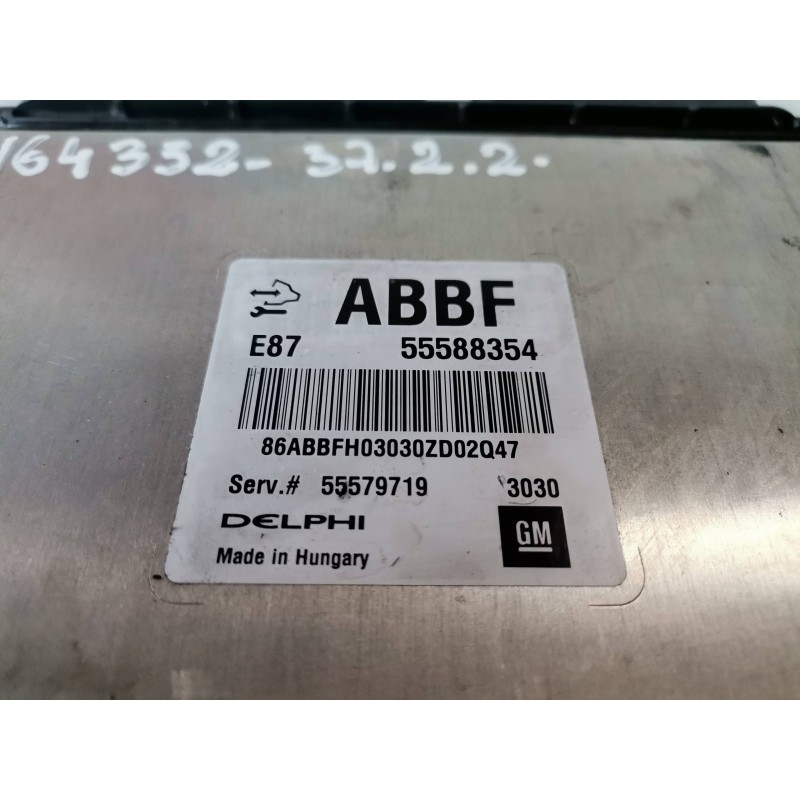 164352- 37.2.2.
ABBF
E87 55588354
86ABBFH03030ZD02Q47
Serv.# 55579719 3030
DELPHI
GM
Made in Hungary